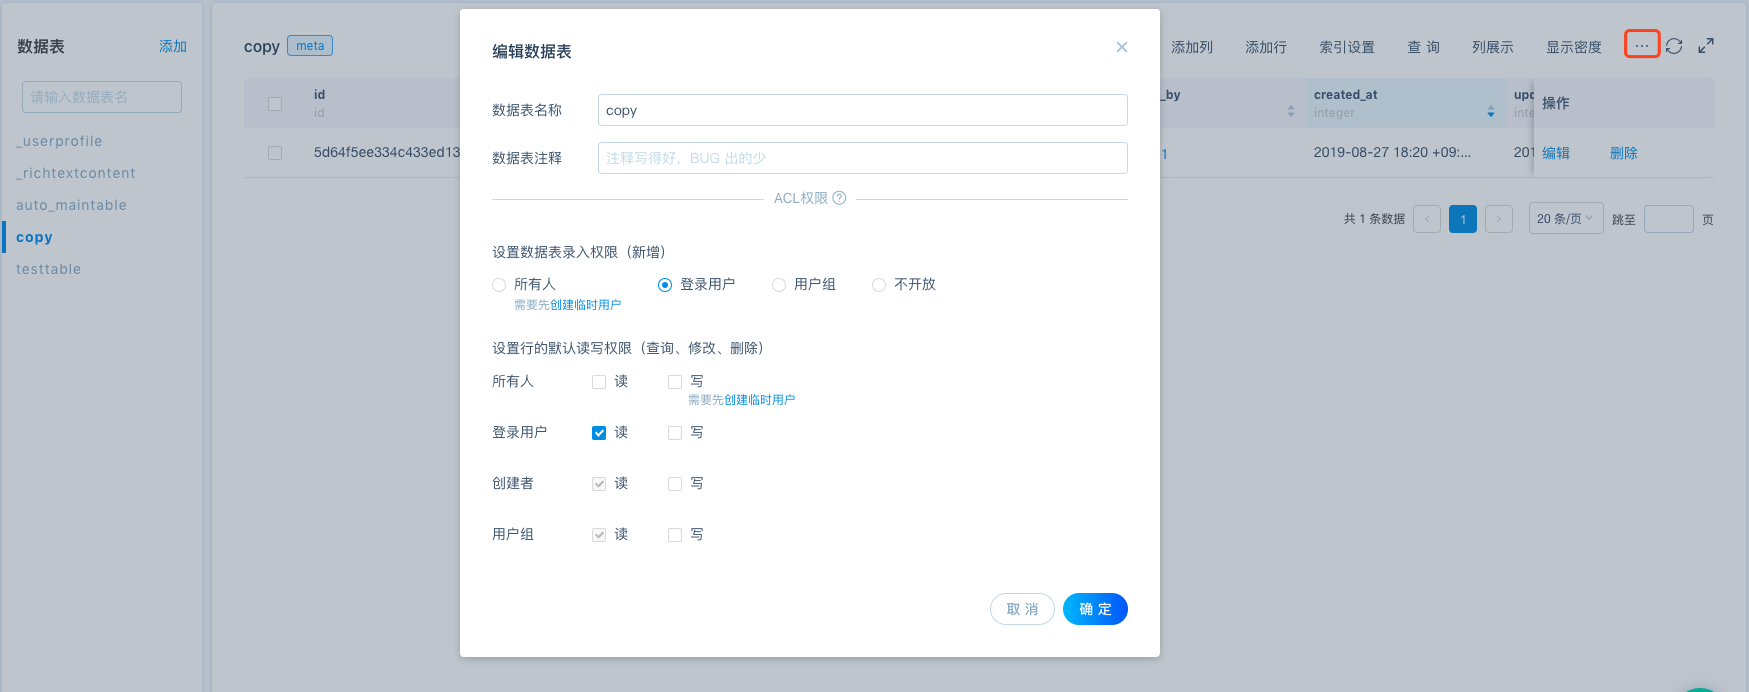 数据表 添加
请输入数据表名
_userprofile
_richtextcontent
auto_maintable
copy
testtable
copy meta
添加列 添加行 索引设置 查 询 列展示 显示密度 ...
id
id
_by
created_at
integer
upd
inte
操作
5d64f5ee334c433ed13
1
2019-08-27 18:20 +09:...
201
编辑 删除
共 1 条数据 < 1 > 20 条/页 跳至 页
编辑数据表
数据表名称 copy
数据表注释 注释写得好，BUG 出的少
ACL权限 ?
设置数据表录入权限（新增）
所有人 登录用户 用户组 不开放
需要先创建临时用户
设置行的默认读写权限（查询、修改、删除）
所有人 读 写
需要先创建临时用户
登录用户 读 写
创建者 读 写
用户组 读 写
取 消 确 定